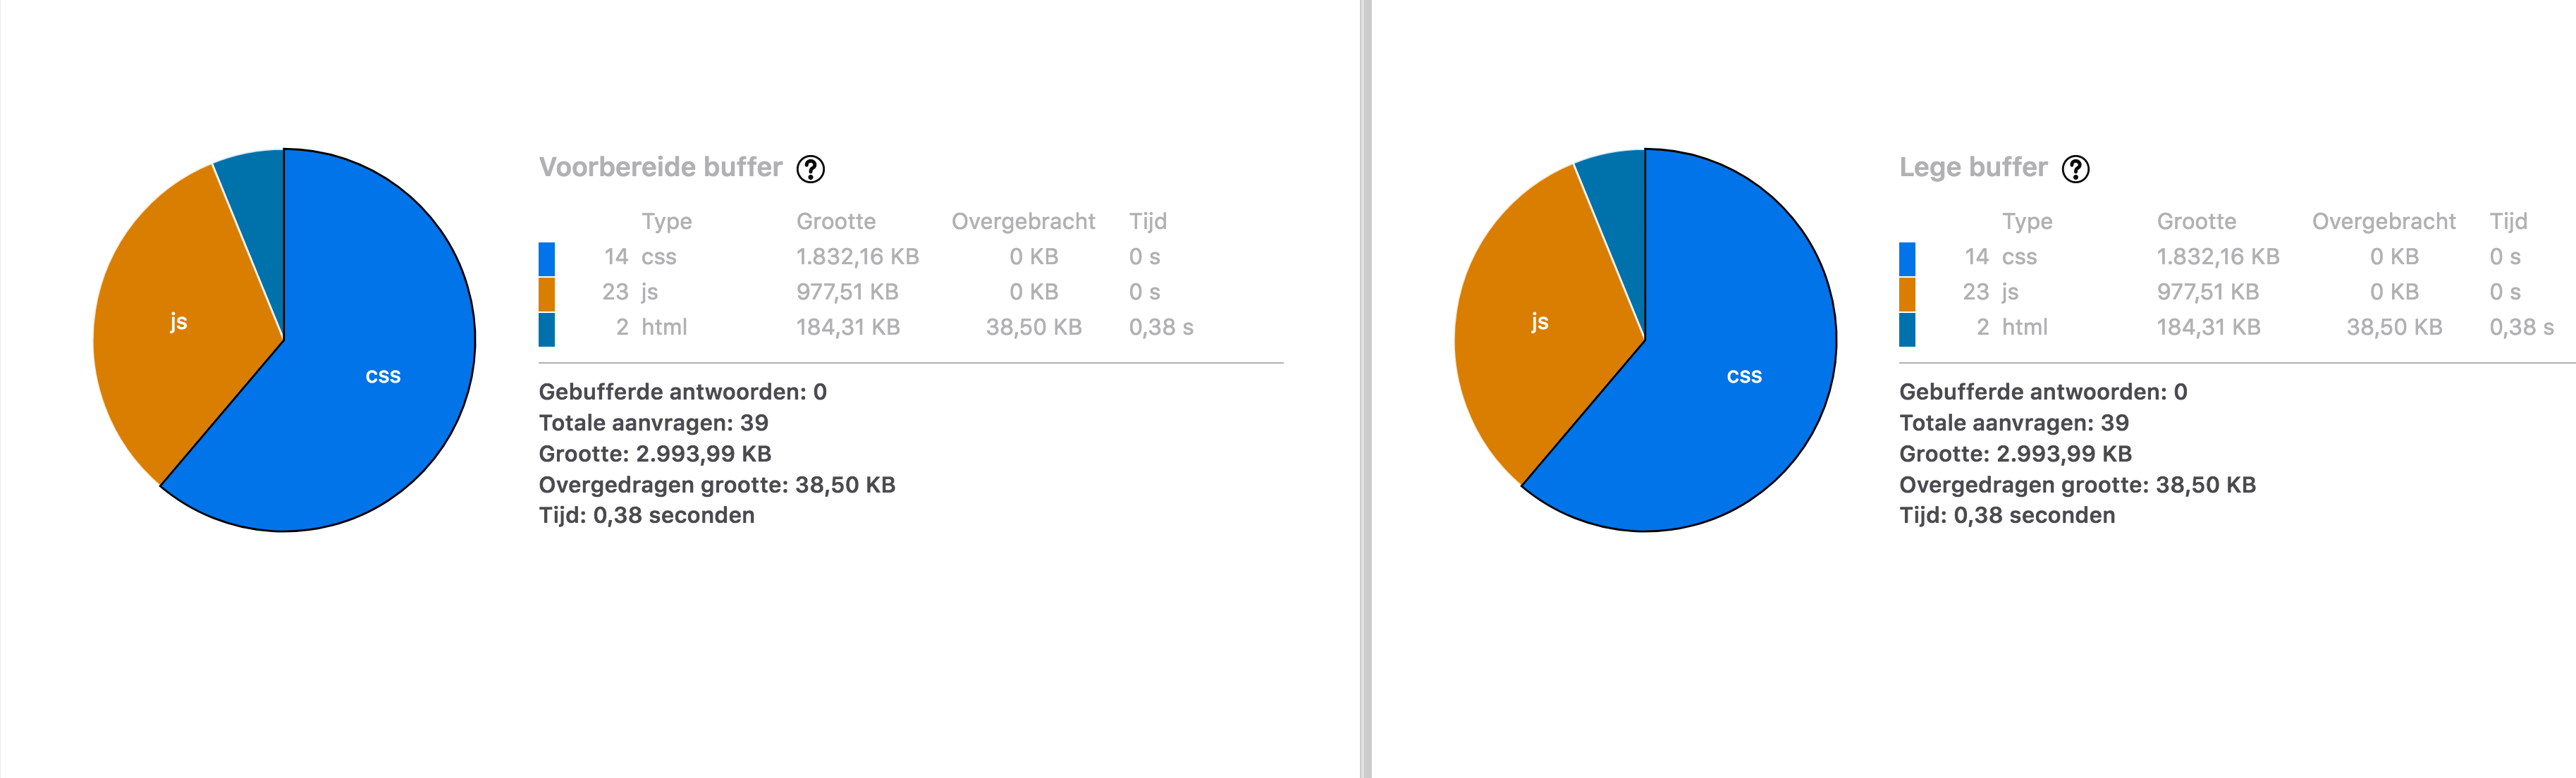 js
css
Voorbereide buffer ?
Type Grootte Overgebracht Tijd
14 css 1.832,16 KB 0 KB 0 s
23 js 977,51 KB 0 KB 0 s
2 html 184,31 KB 38,50 KB 0,38 s
Gebufferde antwoorden: 0
Totale aanvragen: 39
Grootte: 2.993,99 KB
Overgedragen grootte: 38,50 KB
Tijd: 0,38 seconden
js
css
Lege buffer ?
Type Grootte Overgebracht Tijd
14 css 1.832,16 KB 0 KB 0 s
23 js 977,51 KB 0 KB 0 s
2 html 184,31 KB 38,50 KB 0,38 s
Gebufferde antwoorden: 0
Totale aanvragen: 39
Grootte: 2.993,99 KB
Overgedragen grootte: 38,50 KB
Tijd: 0,38 seconden